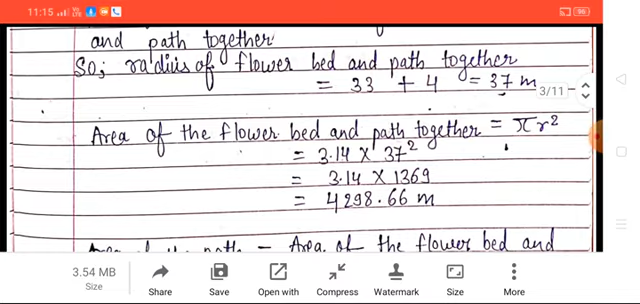 11:15
96
and path together
So; radius of flower bed and path together
= 33 + 4 = 37 m
3/11
Area of the flower bed and path together = πr²
= 3.14 × 37²
= 3.14 × 1369
= 4298.66 m
Area of the path = Area of the flower bed and
3.54 MB
Size
Share
Save
Open with
Compress
Watermark
Size
More